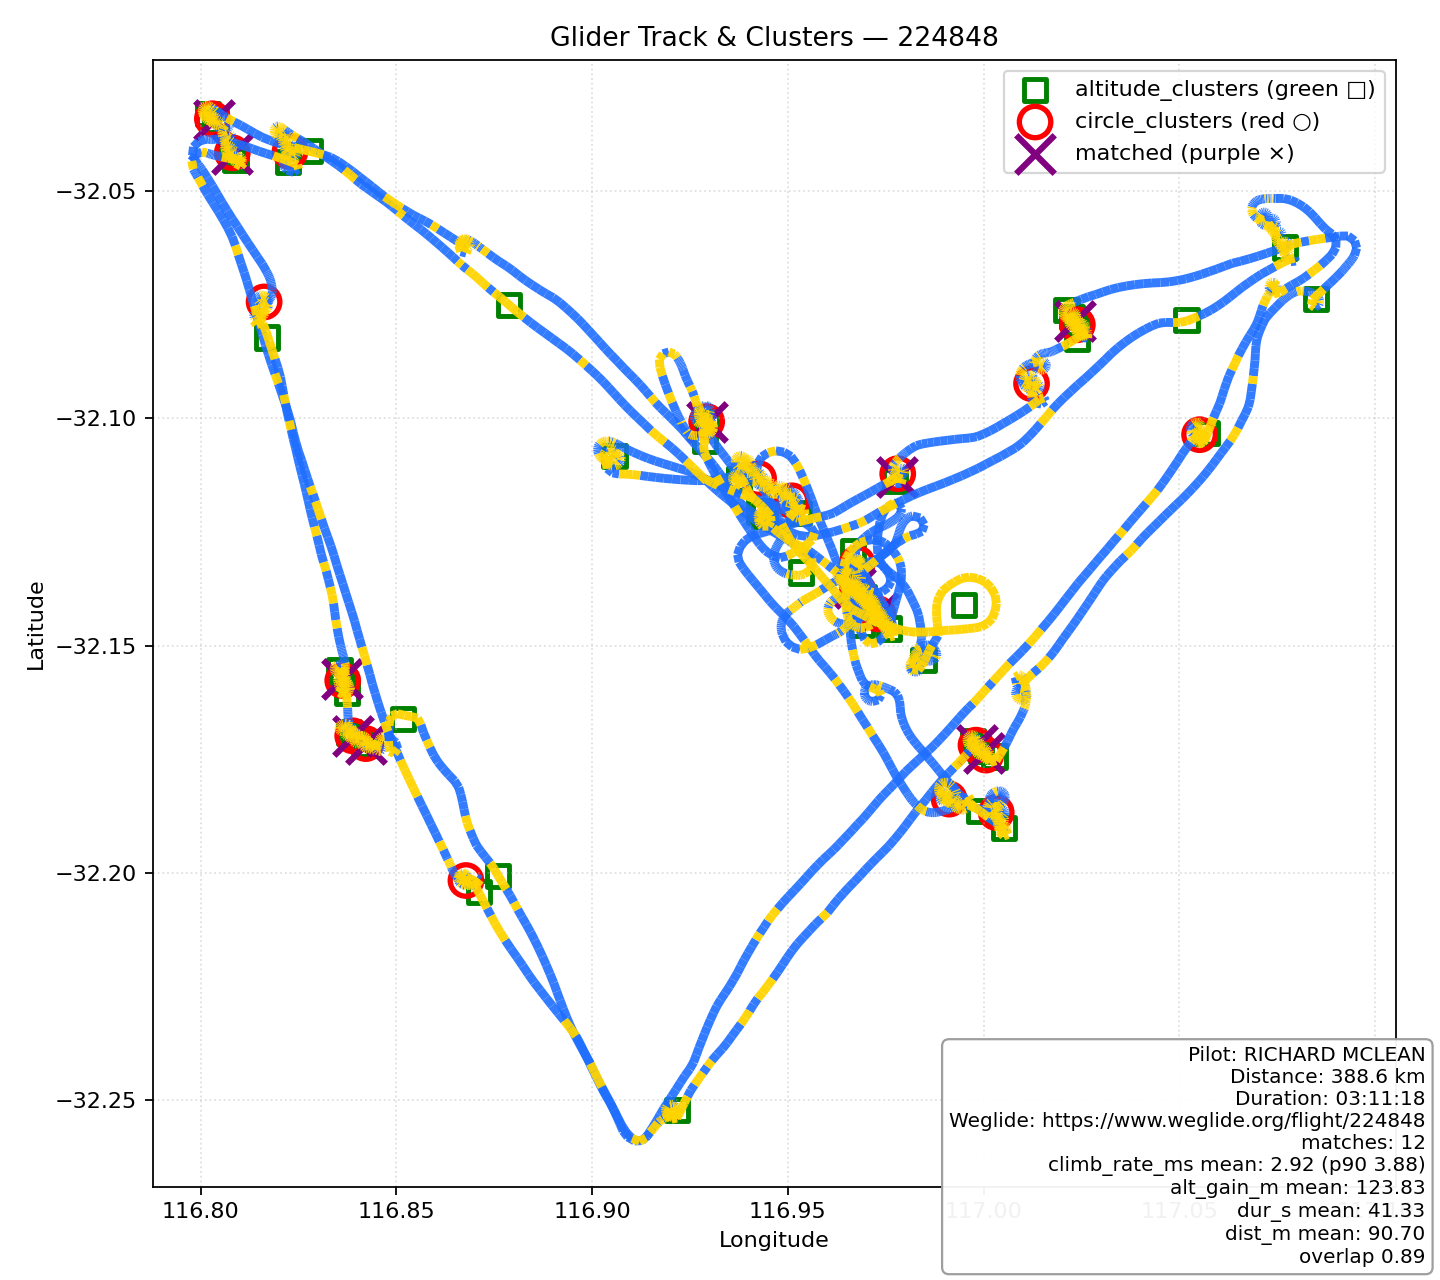 Glider Track & Clusters — 224848
altitude_clusters (green □)
circle_clusters (red ○)
matched (purple ×)
−32.05
−32.10
−32.15
−32.20
−32.25
Latitude
116.80
116.85
116.90
116.95
117.00
117.05
Longitude
Pilot: RICHARD MCLEAN
Distance: 388.6 km
Duration: 03:11:18
Weglide: https://www.weglide.org/flight/224848
matches: 12
climb_rate_ms mean: 2.92 (p90 3.88)
alt_gain_m mean: 123.83
dur_s mean: 41.33
dist_m mean: 90.70
overlap 0.89